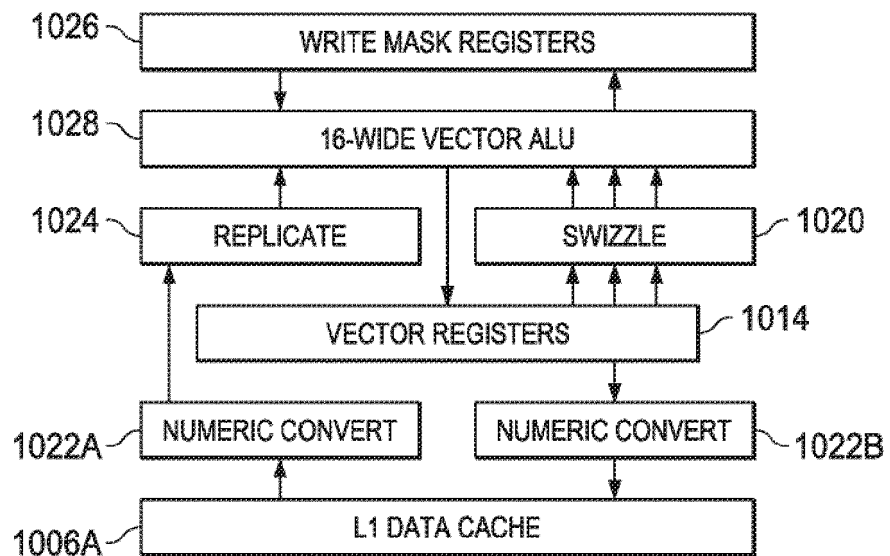 1026
WRITE MASK REGISTERS
1028
16-WIDE VECTOR ALU
1024
REPLICATE
SWIZZLE
1020
VECTOR REGISTERS
1014
1022A
NUMERIC CONVERT
NUMERIC CONVERT
1022B
1006A
L1 DATA CACHE